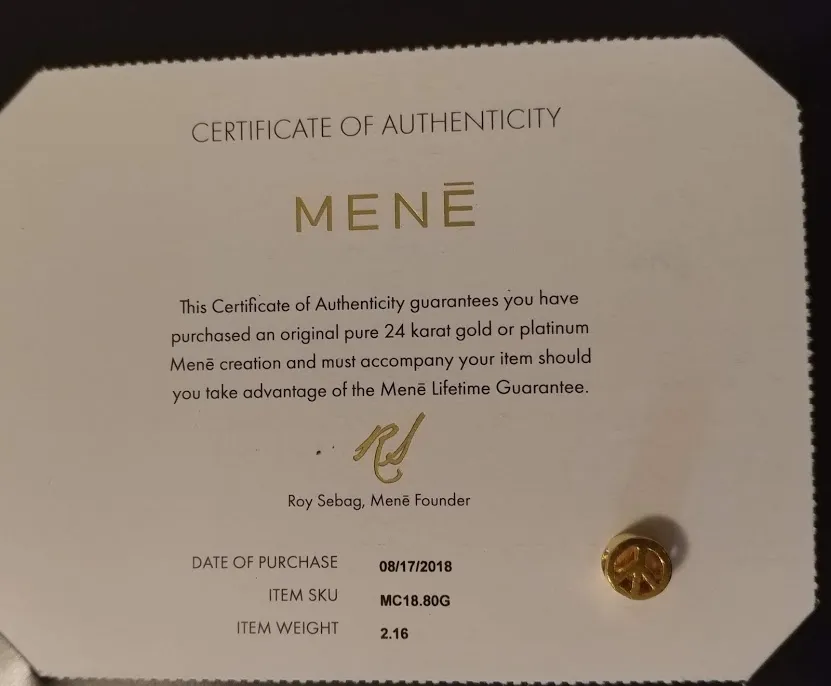 CERTIFICATE OF AUTHENTICITY
MENĒ
This Certificate of Authenticity guarantees you have
purchased an original pure 24 karat gold or platinum
Menē creation and must accompany your item should
you take advantage of the Menē Lifetime Guarantee.
RS
Roy Sebag, Menē Founder
DATE OF PURCHASE 08/17/2018
ITEM SKU MC18.80G
ITEM WEIGHT 2.16